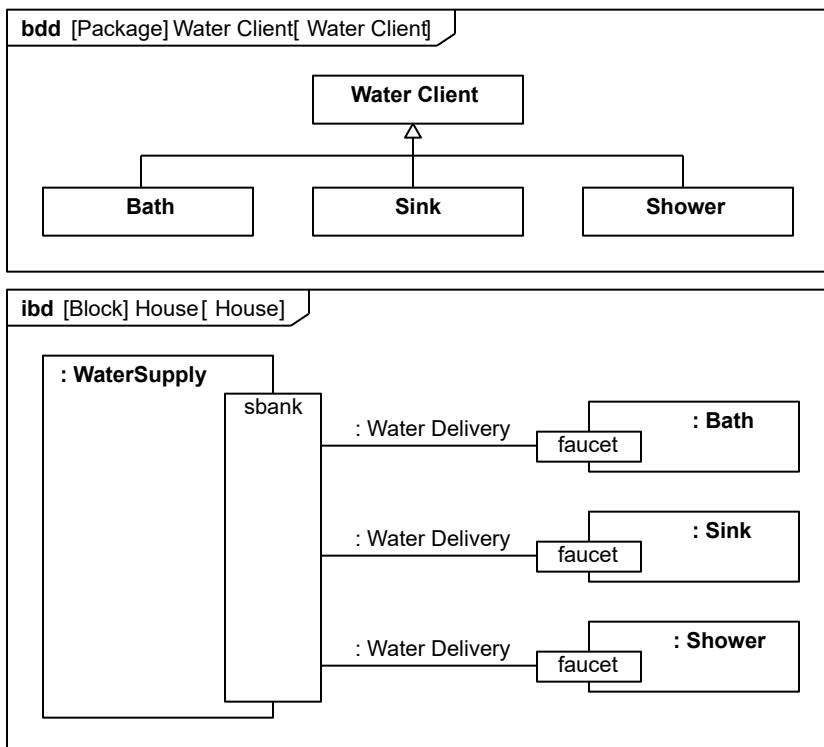 bdd [Package] Water Client[ Water Client]
Water Client
Bath
Sink
Shower
ibd [Block] House[ House]
: WaterSupply
sbank
: Water Delivery
faucet
: Bath
: Water Delivery
faucet
: Sink
: Water Delivery
faucet
: Shower